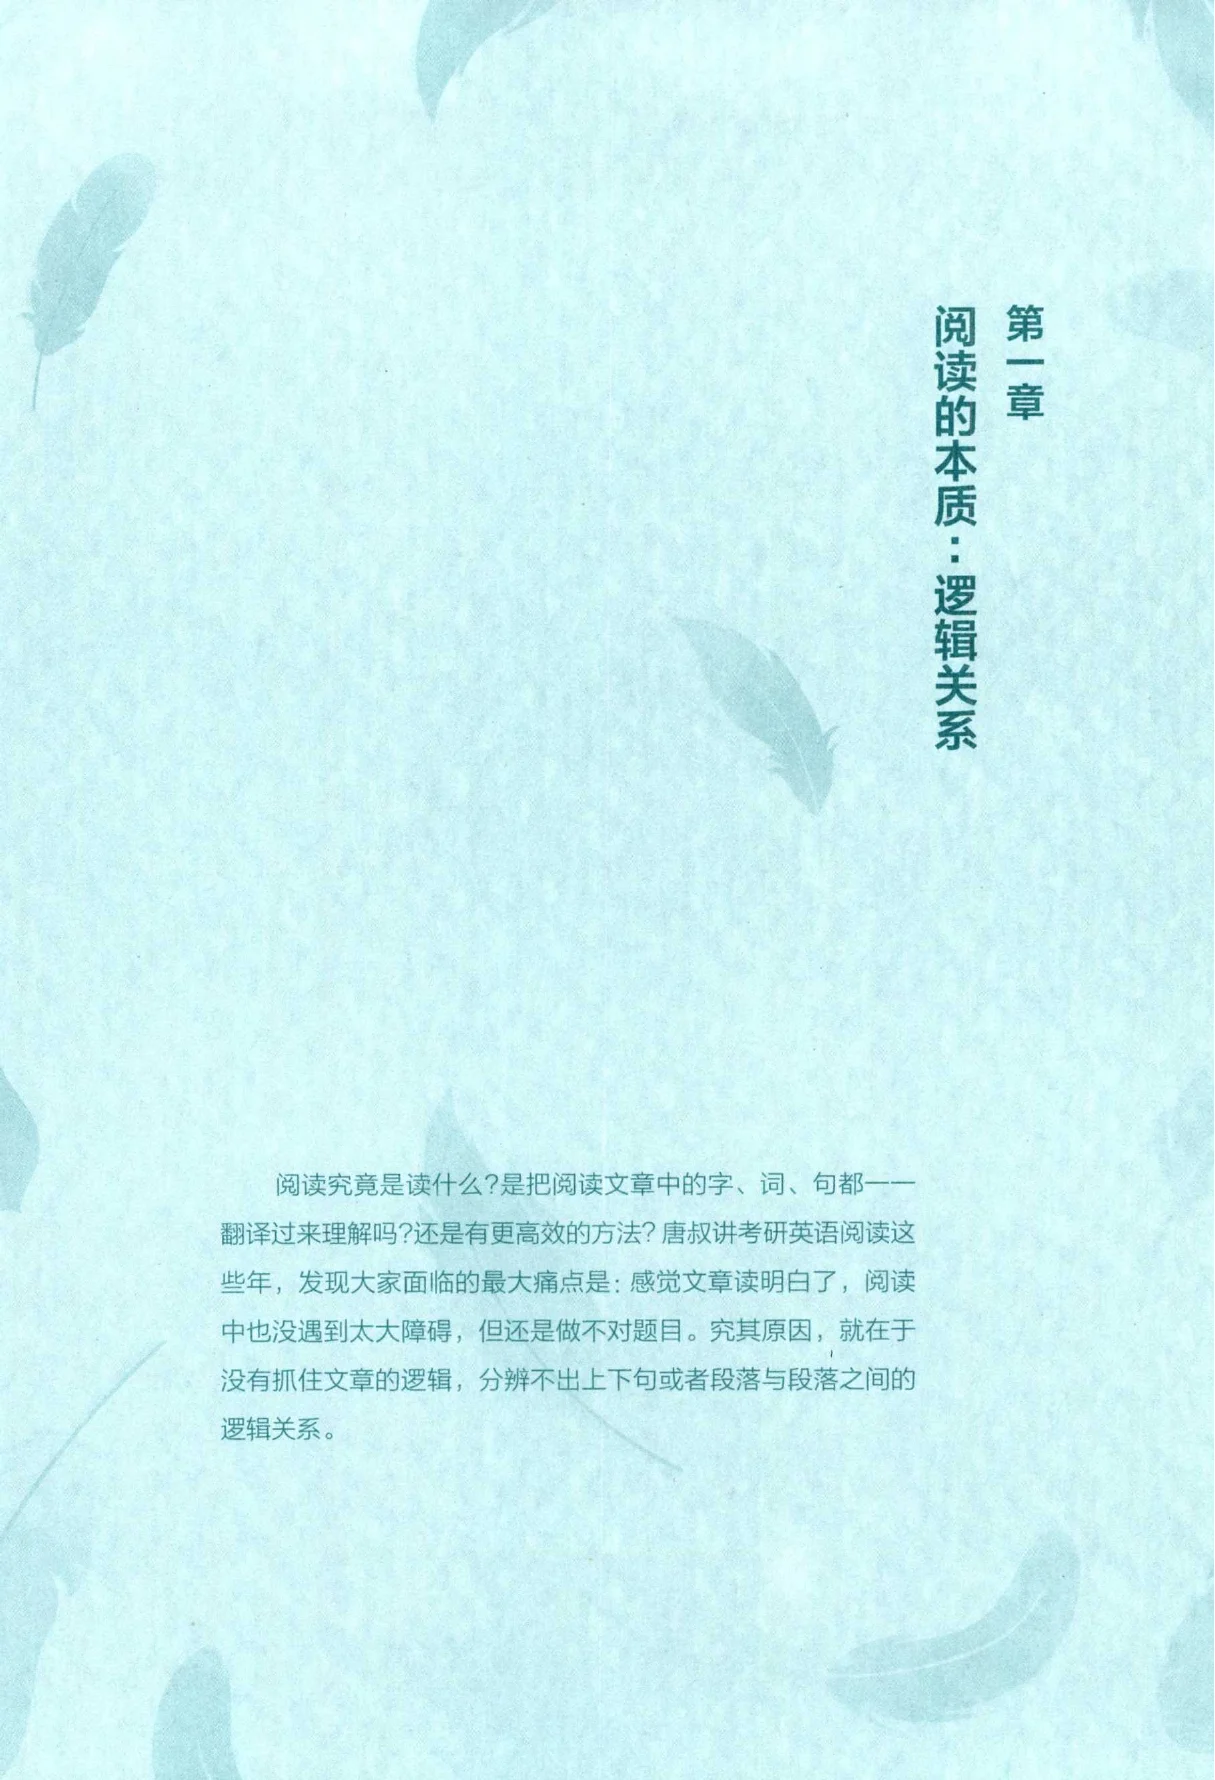 第一章
阅读的本质：逻辑关系
阅读究竟是读什么?是把阅读文章中的字、词、句都一一
翻译过来理解吗?还是有更高效的方法?唐叔讲考研英语阅读这
些年，发现大家面临的最大痛点是：感觉文章读明白了，阅读
中也没遇到太大障碍，但还是做不对题目。究其原因，就在于
没有抓住文章的逻辑，分辨不出上下句或者段落与段落之间的
逻辑关系。